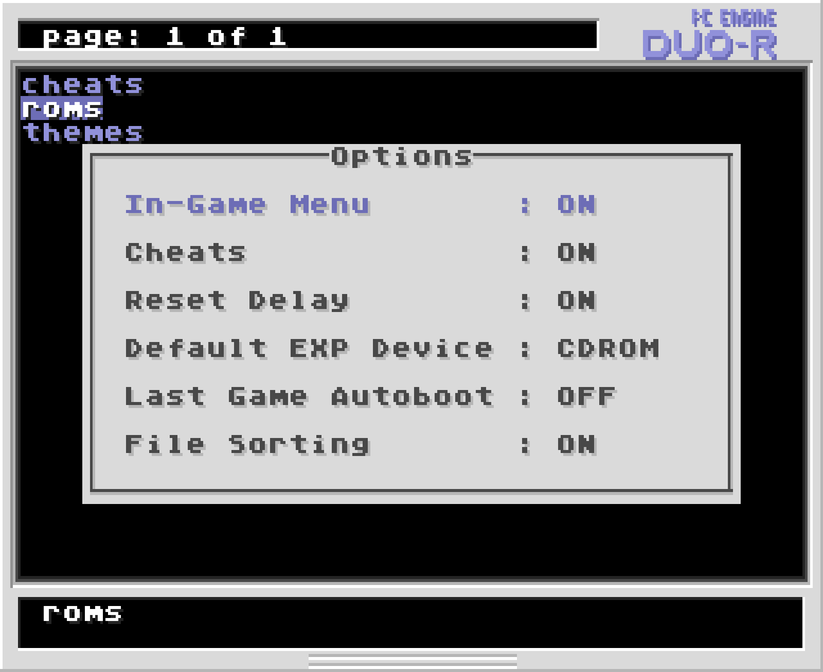 page: 1 of 1
PC ENGINE
DUO-R
cheats
roms
themes
Options
In-Game Menu : ON
Cheats : ON
Reset Delay : ON
Default EXP Device : CDROM
Last Game Autoboot : OFF
File Sorting : ON
roms